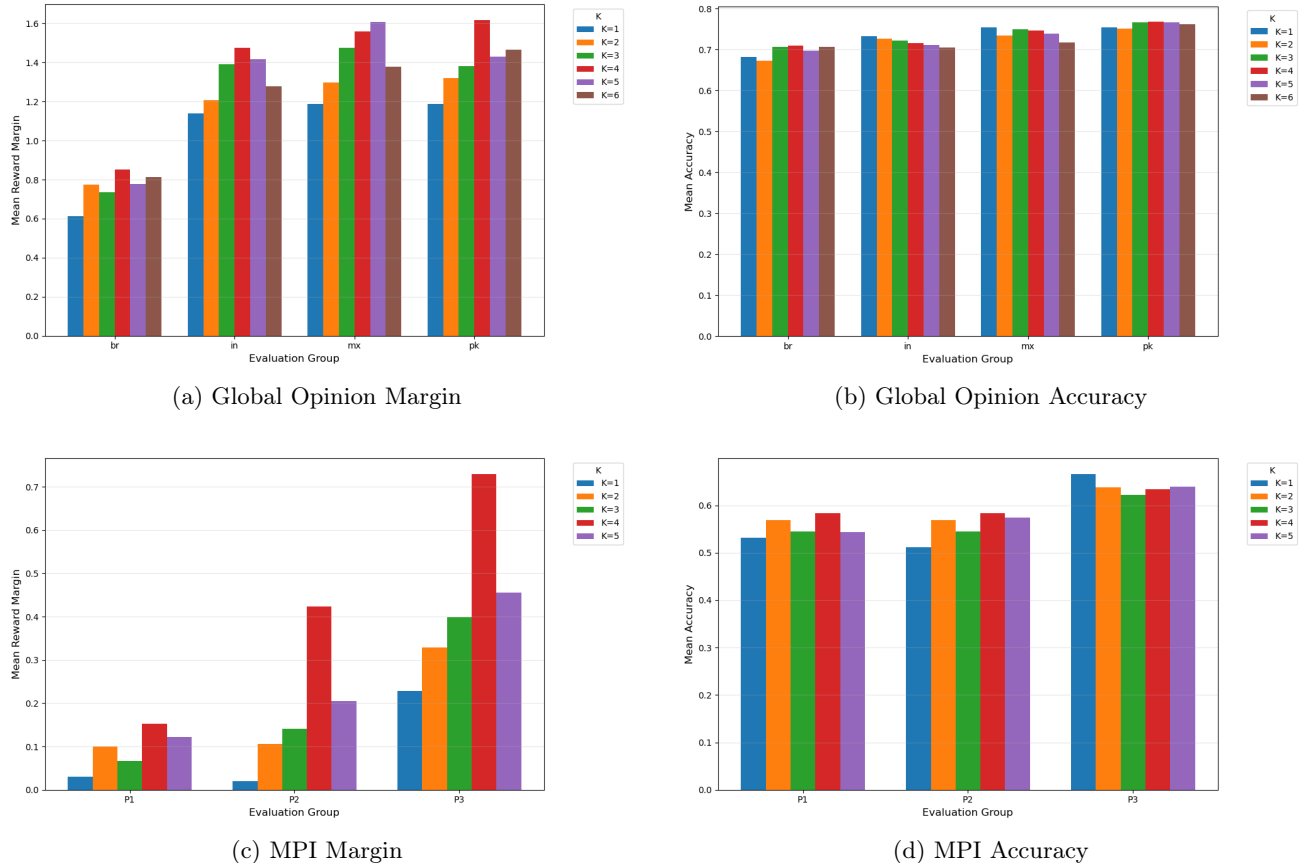 Mean Reward Margin
1.6
1.4
1.2
1.0
0.8
0.6
0.4
0.2
0.0
br in mx pk
Evaluation Group
K
K=1
K=2
K=3
K=4
K=5
K=6
(a) Global Opinion Margin
Mean Accuracy
0.8
0.7
0.6
0.5
0.4
0.3
0.2
0.1
0.0
br in mx pk
Evaluation Group
K
K=1
K=2
K=3
K=4
K=5
K=6
(b) Global Opinion Accuracy
Mean Reward Margin
0.7
0.6
0.5
0.4
0.3
0.2
0.1
0.0
P1 P2 P3
Evaluation Group
K
K=1
K=2
K=3
K=4
K=5
(c) MPI Margin
Mean Accuracy
0.6
0.5
0.4
0.3
0.2
0.1
0.0
P1 P2 P3
Evaluation Group
K
K=1
K=2
K=3
K=4
K=5
(d) MPI Accuracy